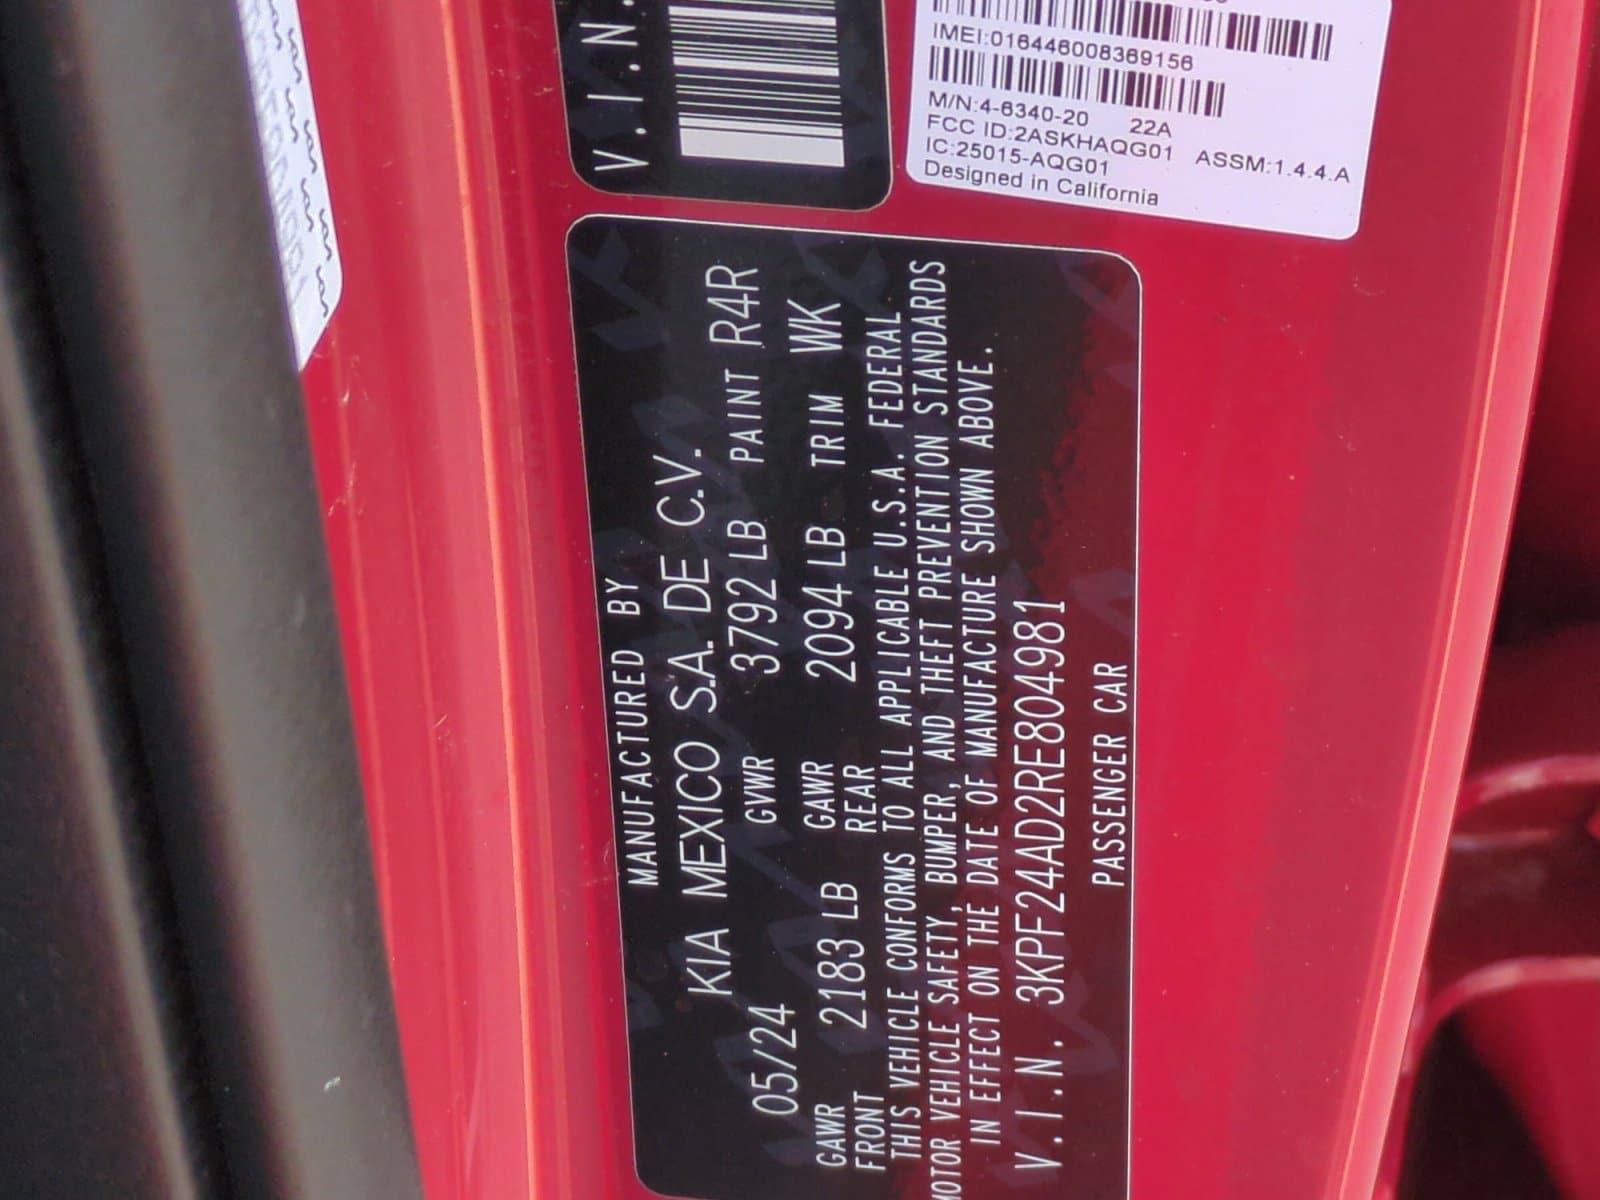 V.I.N.
IMEI:016446008369156
M/N:4-6340-20 22A
FCC ID:2ASKHAQG01 ASSM:1.4.4.A
IC:25015-AQG01
Designed in California
MANUFACTURED BY
KIA MEXICO S.A. DE C.V.
05/24 GVWR 3792 LB PAINT R4R
GAWR FRONT 2183 LB GAWR REAR 2094 LB TRIM WK
THIS VEHICLE CONFORMS TO ALL APPLICABLE U.S.A. FEDERAL
MOTOR VEHICLE SAFETY, BUMPER, AND THEFT PREVENTION STANDARDS
IN EFFECT ON THE DATE OF MANUFACTURE SHOWN ABOVE.
V.I.N. 3KPF24AD2RE804981
PASSENGER CAR